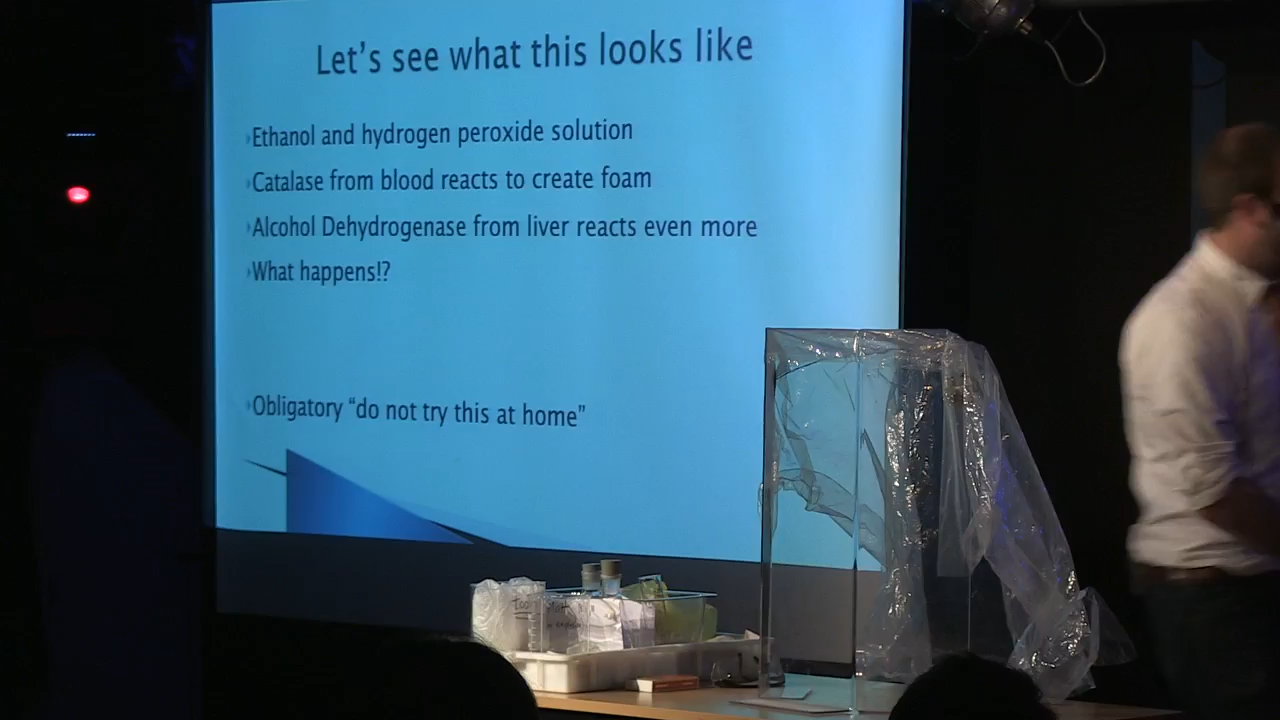 Let's see what this looks like
Ethanol and hydrogen peroxide solution
Catalase from blood reacts to create foam
Alcohol Dehydrogenase from liver reacts even more
What happens!?
Obligatory “do not try this at home”